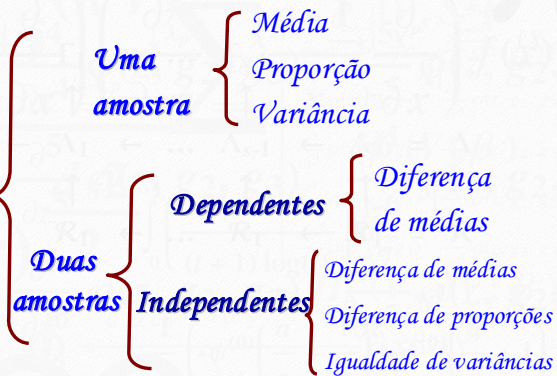 Uma
amostra
Média
Proporção
Variância
Duas
amostras
Dependentes
Diferença
de médias
Independentes
Diferença de médias
Diferença de proporções
Igualdade de variâncias